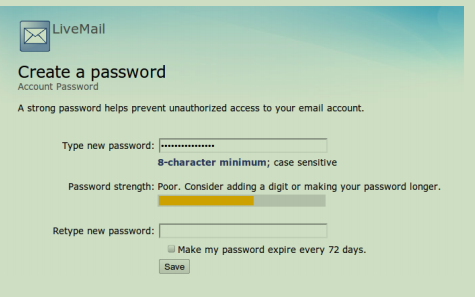 LiveMail
Create a password
Account Password
A strong password helps prevent unauthorized access to your email account.
Type new password: ••••••••••••••••
8-character minimum; case sensitive
Password strength: Poor. Consider adding a digit or making your password longer.
Retype new password:
Make my password expire every 72 days.
Save